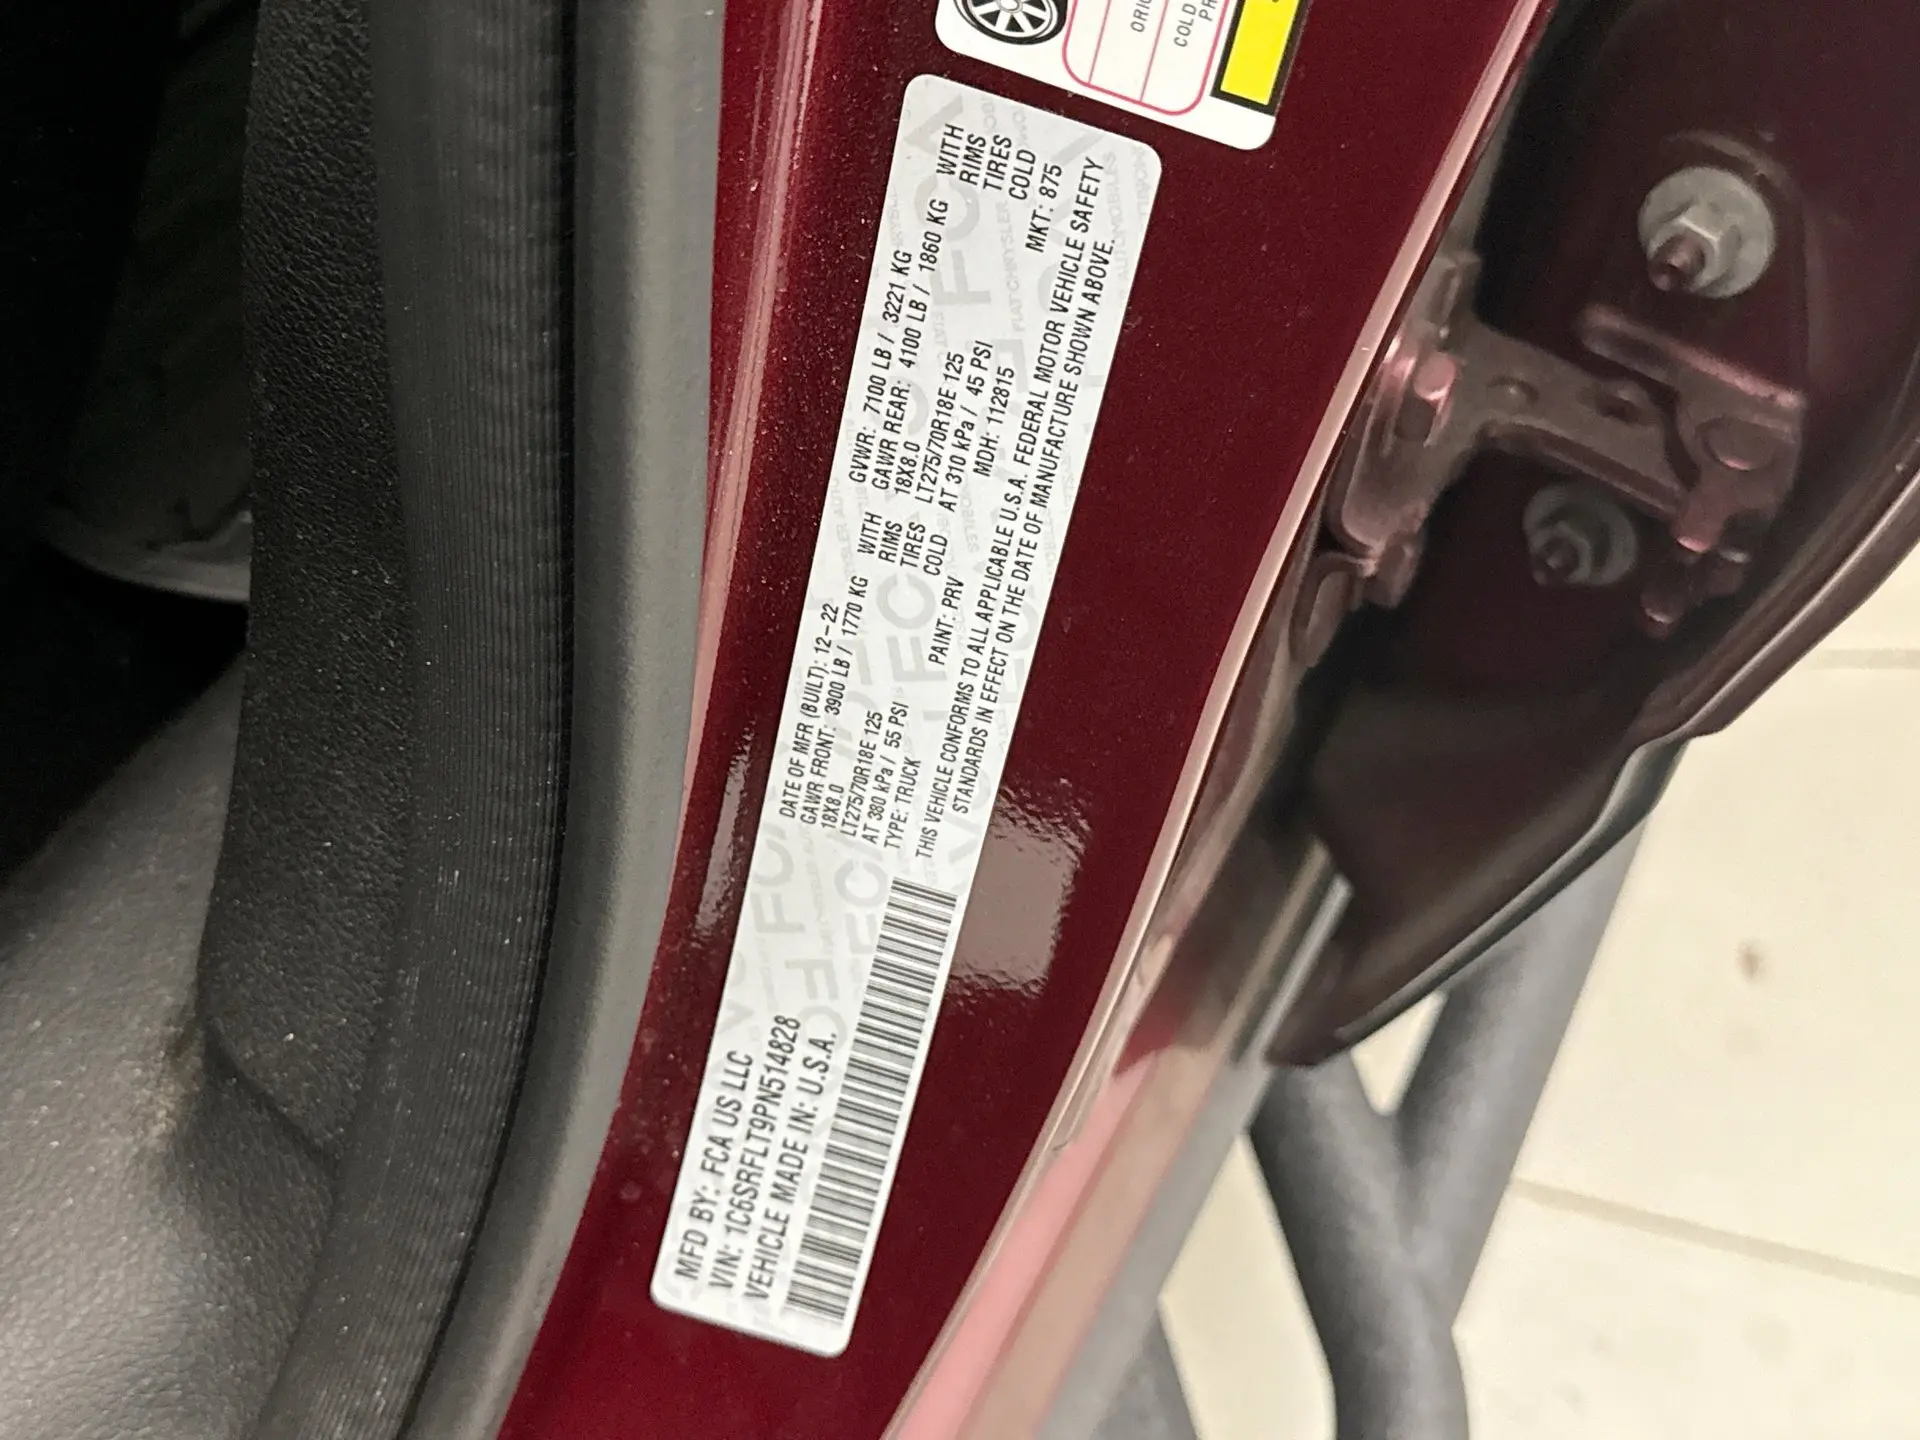 MFD BY: FCA US LLC
VIN: 1C6SRFLT9PN514828
VEHICLE MADE IN: U.S.A.
DATE OF MFR (BUILT): 12-22 GVWR: 7100 LB / 3221 KG
GAWR FRONT: 3900 LB / 1770 KG WITH GAWR REAR: 4100 LB / 1860 KG WITH
18X8.0 RIMS 18X8.0 RIMS
LT275/70R18E 125 TIRES LT275/70R18E 125 TIRES
AT 380 kPa / 55 PSI COLD AT 310 kPa / 45 PSI COLD
TYPE: TRUCK PAINT: PRV MDH: 112815 MKT: 875
THIS VEHICLE CONFORMS TO ALL APPLICABLE U.S.A. FEDERAL MOTOR VEHICLE SAFETY
STANDARDS IN EFFECT ON THE DATE OF MANUFACTURE SHOWN ABOVE.
COLD